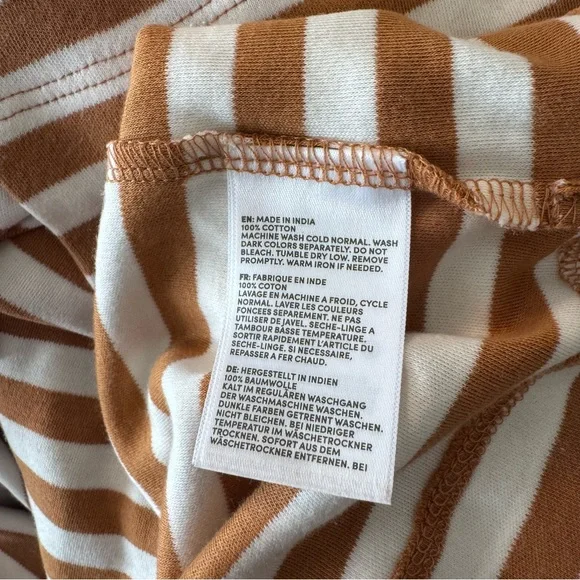 EN: MADE IN INDIA
100% COTTON
MACHINE WASH COLD NORMAL. WASH
DARK COLORS SEPARATELY. DO NOT
BLEACH. TUMBLE DRY LOW. REMOVE
PROMPTLY. WARM IRON IF NEEDED.
FR: FABRIQUE EN INDE
100% COTON
LAVAGE EN MACHINE A FROID, CYCLE
NORMAL. LAVER LES COULEURS
FONCEES SEPAREMENT. NE PAS
UTILISER DE JAVEL. SECHE-LINGE A
TAMBOUR BASSE TEMPERATURE.
SORTIR RAPIDEMENT L'ARTICLE DU
SECHE-LINGE. SI NECESSAIRE,
REPASSER A FER CHAUD.
DE: HERGESTELLT IN INDIEN
100% BAUMWOLLE
KALT IM REGULÄREN WASCHGANG
DER WASCHMASCHINE WASCHEN.
DUNKLE FARBEN GETRENNT WASCHEN.
NICHT BLEICHEN. BEI NIEDRIGER
TEMPERATUR IM WÄSCHETROCKNER
TROCKNEN. SOFORT AUS DEM
WÄSCHETROCKNER ENTFERNEN. BEI